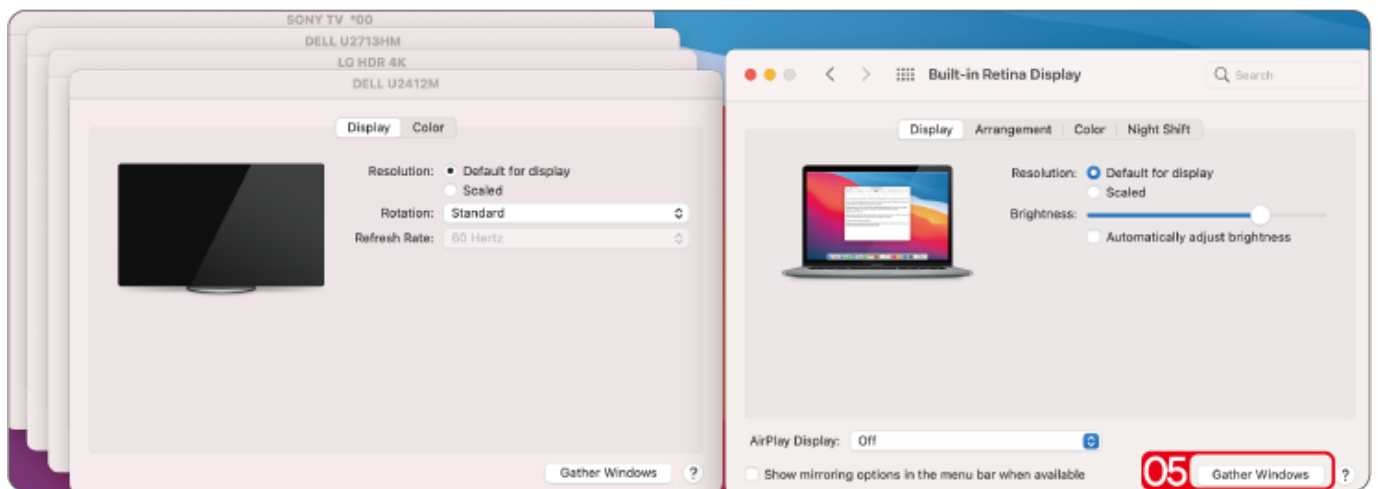 SONY TV *00
DELL U2713HM
LG HDR 4K
DELL U2412M
Display Color
Resolution: Default for display
Scaled
Rotation: Standard
Refresh Rate: 60 Hertz
Gather Windows ?
Built-in Retina Display
Search
Display Arrangement Color Night Shift
Resolution: Default for display
Scaled
Brightness:
Automatically adjust brightness
AirPlay Display: Off
Show mirroring options in the menu bar when available
05 Gather Windows ?